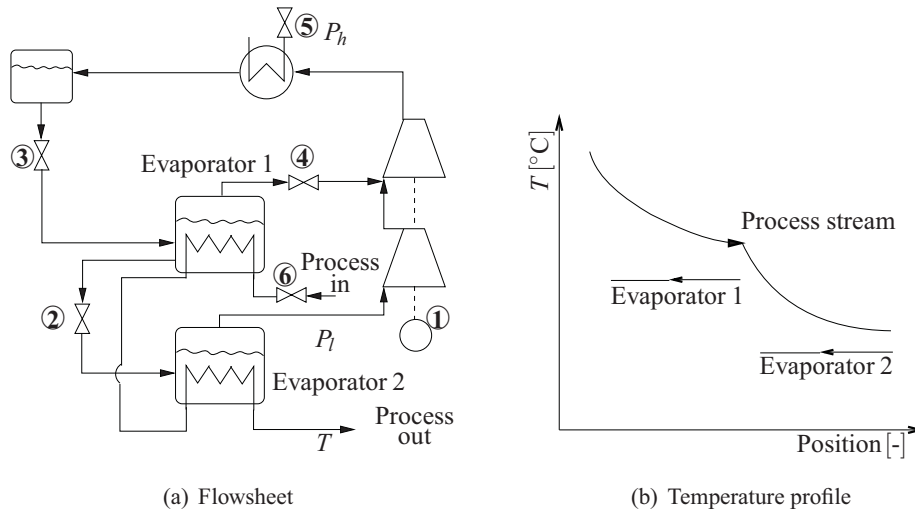 ⑤ P_h
③
Evaporator 1 ④
⑥ Process
in
②
P_l
①
Evaporator 2
Process
out
T
(a) Flowsheet
T [°C]
Process stream
Evaporator 1
Evaporator 2
Position [-]
(b) Temperature profile